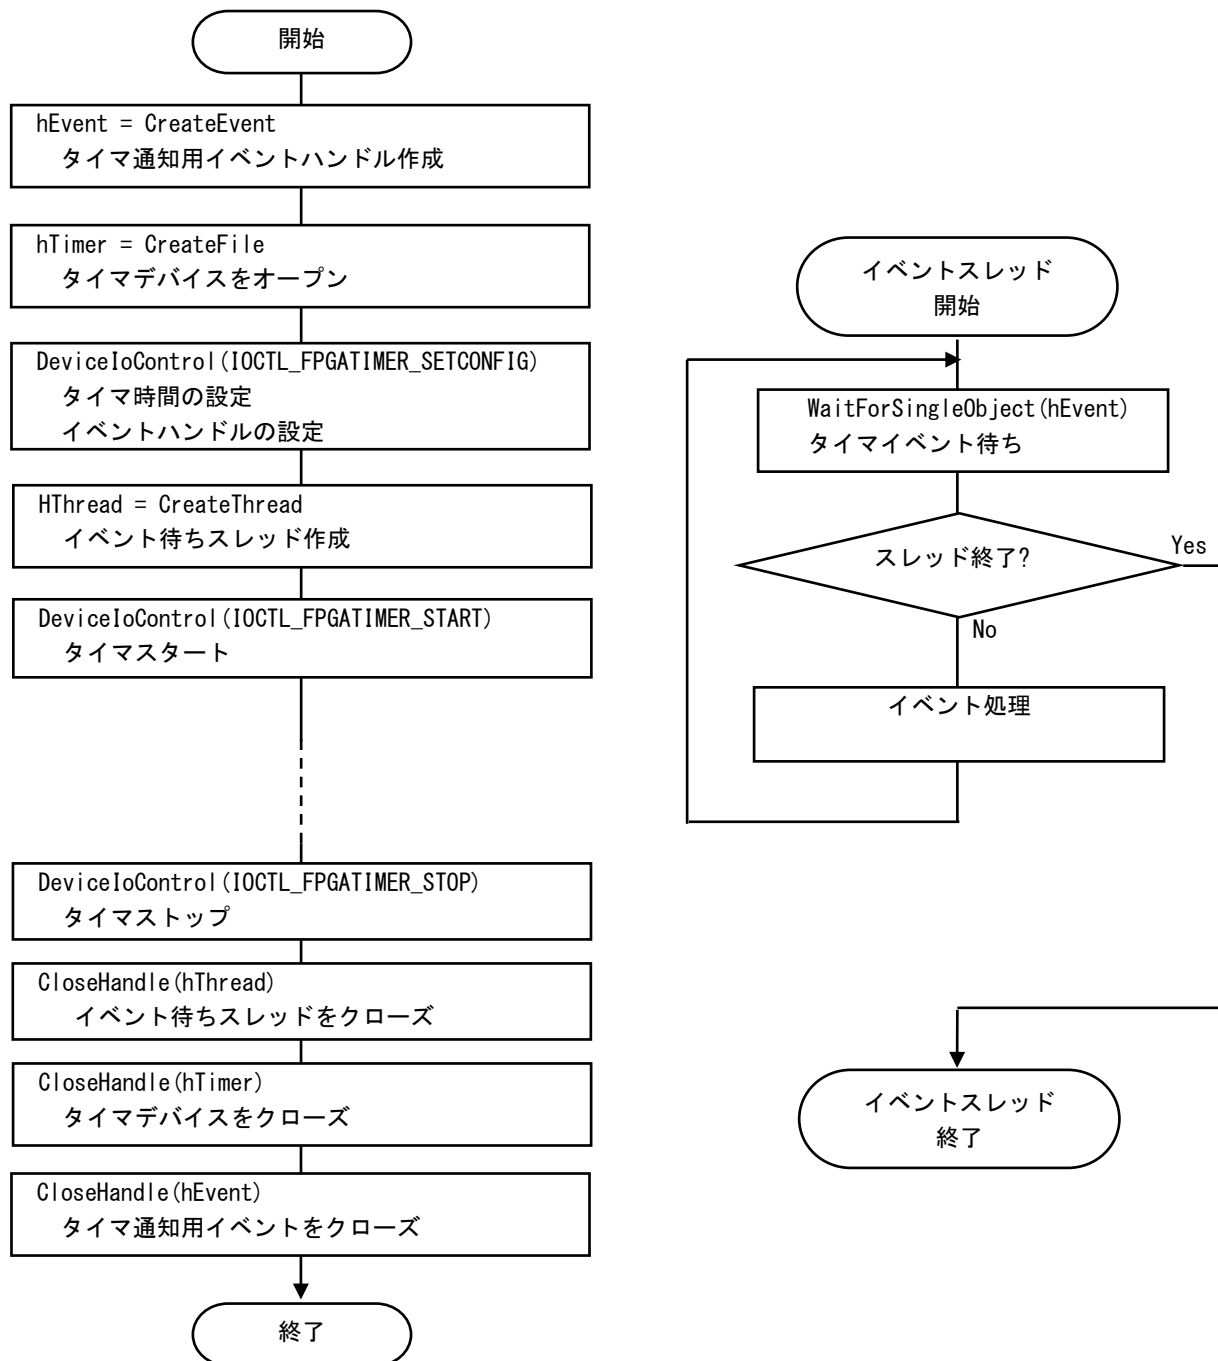 開始
hEvent = CreateEvent
タイマ通知用イベントハンドル作成
hTimer = CreateFile
タイマデバイスをオープン
DeviceIoControl(IOCTL_FPGATIMER_SETCONFIG)
タイマ時間の設定
イベントハンドルの設定
HThread = CreateThread
イベント待ちスレッド作成
DeviceIoControl(IOCTL_FPGATIMER_START)
タイマスタート
DeviceIoControl(IOCTL_FPGATIMER_STOP)
タイマストップ
CloseHandle(hThread)
イベント待ちスレッドをクローズ
CloseHandle(hTimer)
タイマデバイスをクローズ
CloseHandle(hEvent)
タイマ通知用イベントをクローズ
終了
イベントスレッド
開始
WaitForSingleObject(hEvent)
タイマイベント待ち
スレッド終了?
Yes
No
イベント処理
イベントスレッド
終了